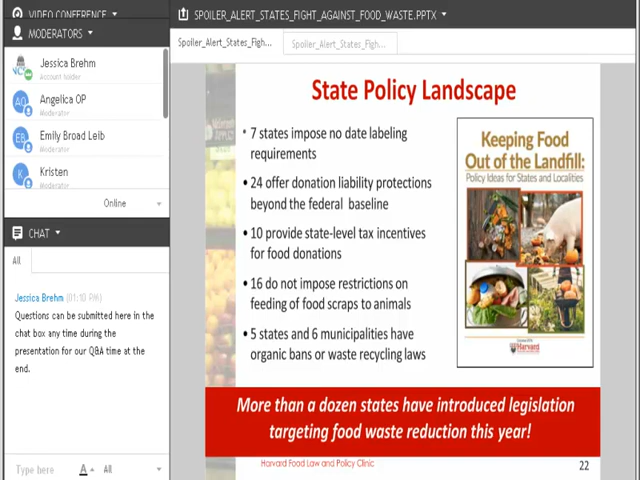 VIDEO CONFERENCE
MODERATORS
Jessica Brehm
Account holder
AO
Angelica OP
Moderator
EB
Emily Broad Leib
Moderator
K
Kristen
Moderator
Online
CHAT
All
Jessica Brehm (01:10 PM)
Questions can be submitted here in the
chat box any time during the
presentation for our Q&A time at the
end.
Type here
A
All
SPOILER_ALERT_STATES_FIGHT_AGAINST_FOOD_WASTE.PPTX
Spoiler_Alert_States_Figh...
Spoiler_Alert_States_Figh...
State Policy Landscape
• 7 states impose no date labeling
requirements
• 24 offer donation liability protections
beyond the federal baseline
• 10 provide state-level tax incentives
for food donations
• 16 do not impose restrictions on
feeding of food scraps to animals
• 5 states and 6 municipalities have
organic bans or waste recycling laws
Keeping Food
Out of the Landfill:
Policy Ideas for States and Localities
Harvard
More than a dozen states have introduced legislation
targeting food waste reduction this year!
Harvard Food Law and Policy Clinic
22